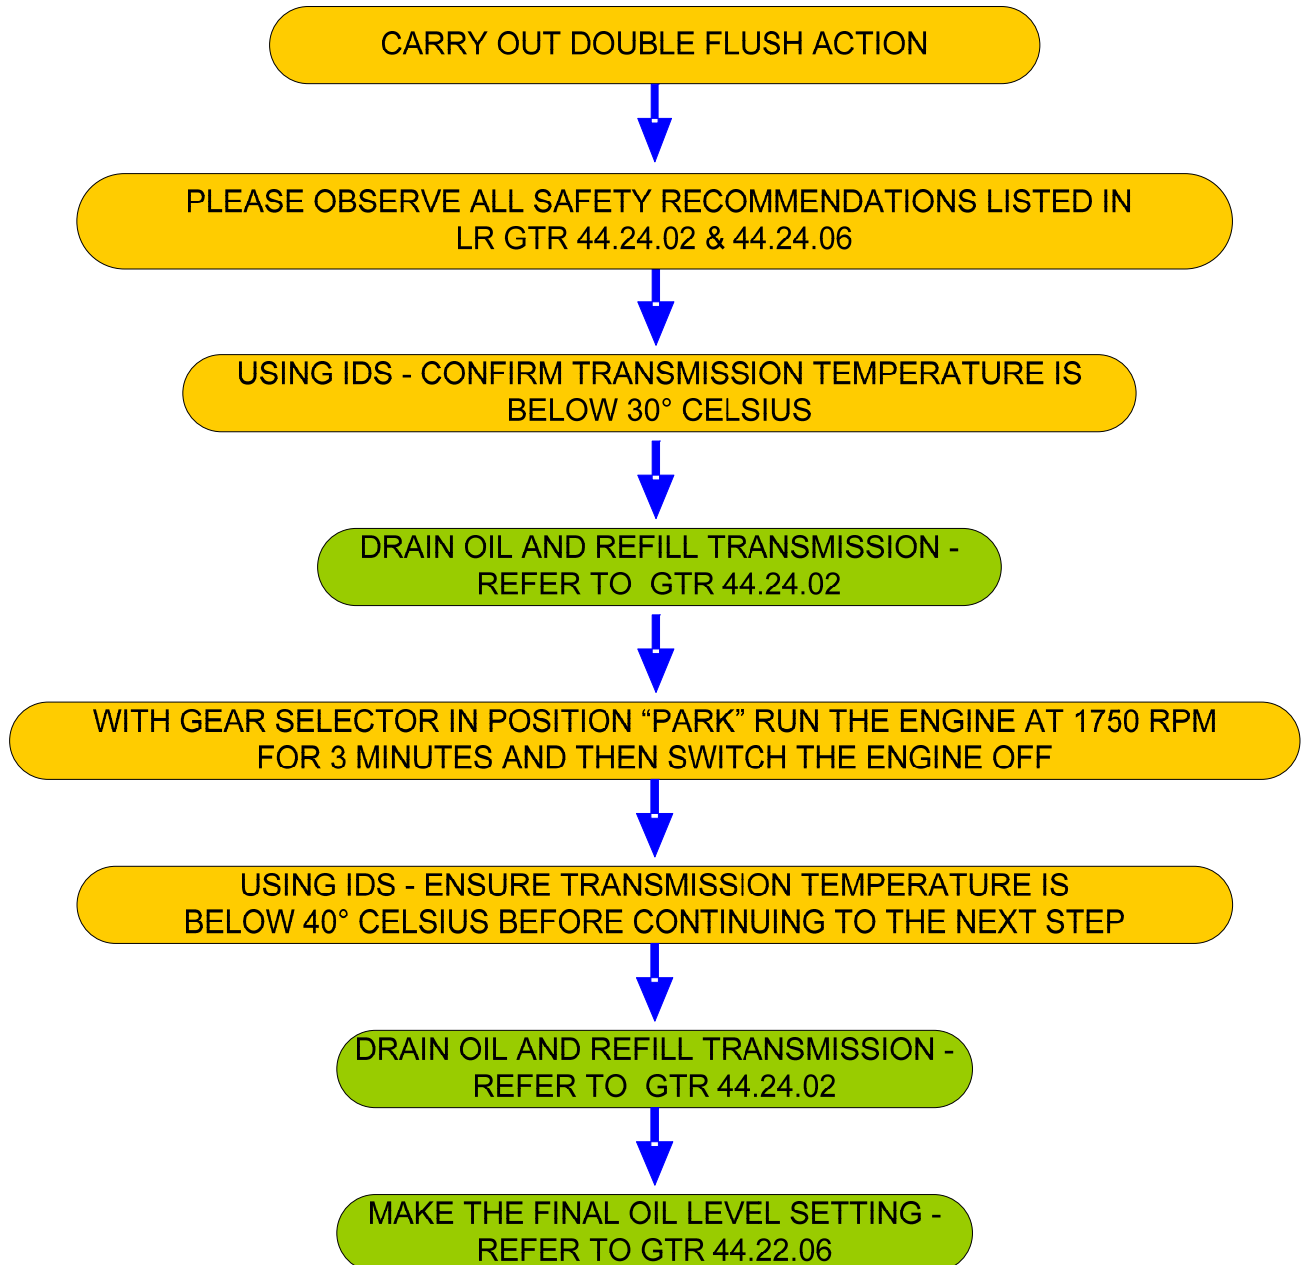 CARRY OUT DOUBLE FLUSH ACTION
PLEASE OBSERVE ALL SAFETY RECOMMENDATIONS LISTED IN
LR GTR 44.24.02 & 44.24.06
USING IDS - CONFIRM TRANSMISSION TEMPERATURE IS
BELOW 30° CELSIUS
DRAIN OIL AND REFILL TRANSMISSION -
REFER TO  GTR 44.24.02
WITH GEAR SELECTOR IN POSITION “PARK” RUN THE ENGINE AT 1750 RPM
FOR 3 MINUTES AND THEN SWITCH THE ENGINE OFF
USING IDS - ENSURE TRANSMISSION TEMPERATURE IS
BELOW 40° CELSIUS BEFORE CONTINUING TO THE NEXT STEP
DRAIN OIL AND REFILL TRANSMISSION -
REFER TO  GTR 44.24.02
MAKE THE FINAL OIL LEVEL SETTING -
REFER TO GTR 44.22.06